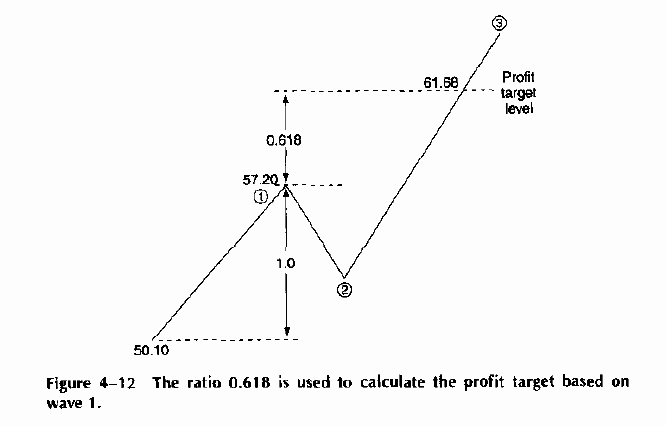 ③
61.68
Profit
target
level
0.618
57.20
①
1.0
②
50.10
Figure 4–12 The ratio 0.618 is used to calculate the profit target based on
wave 1.